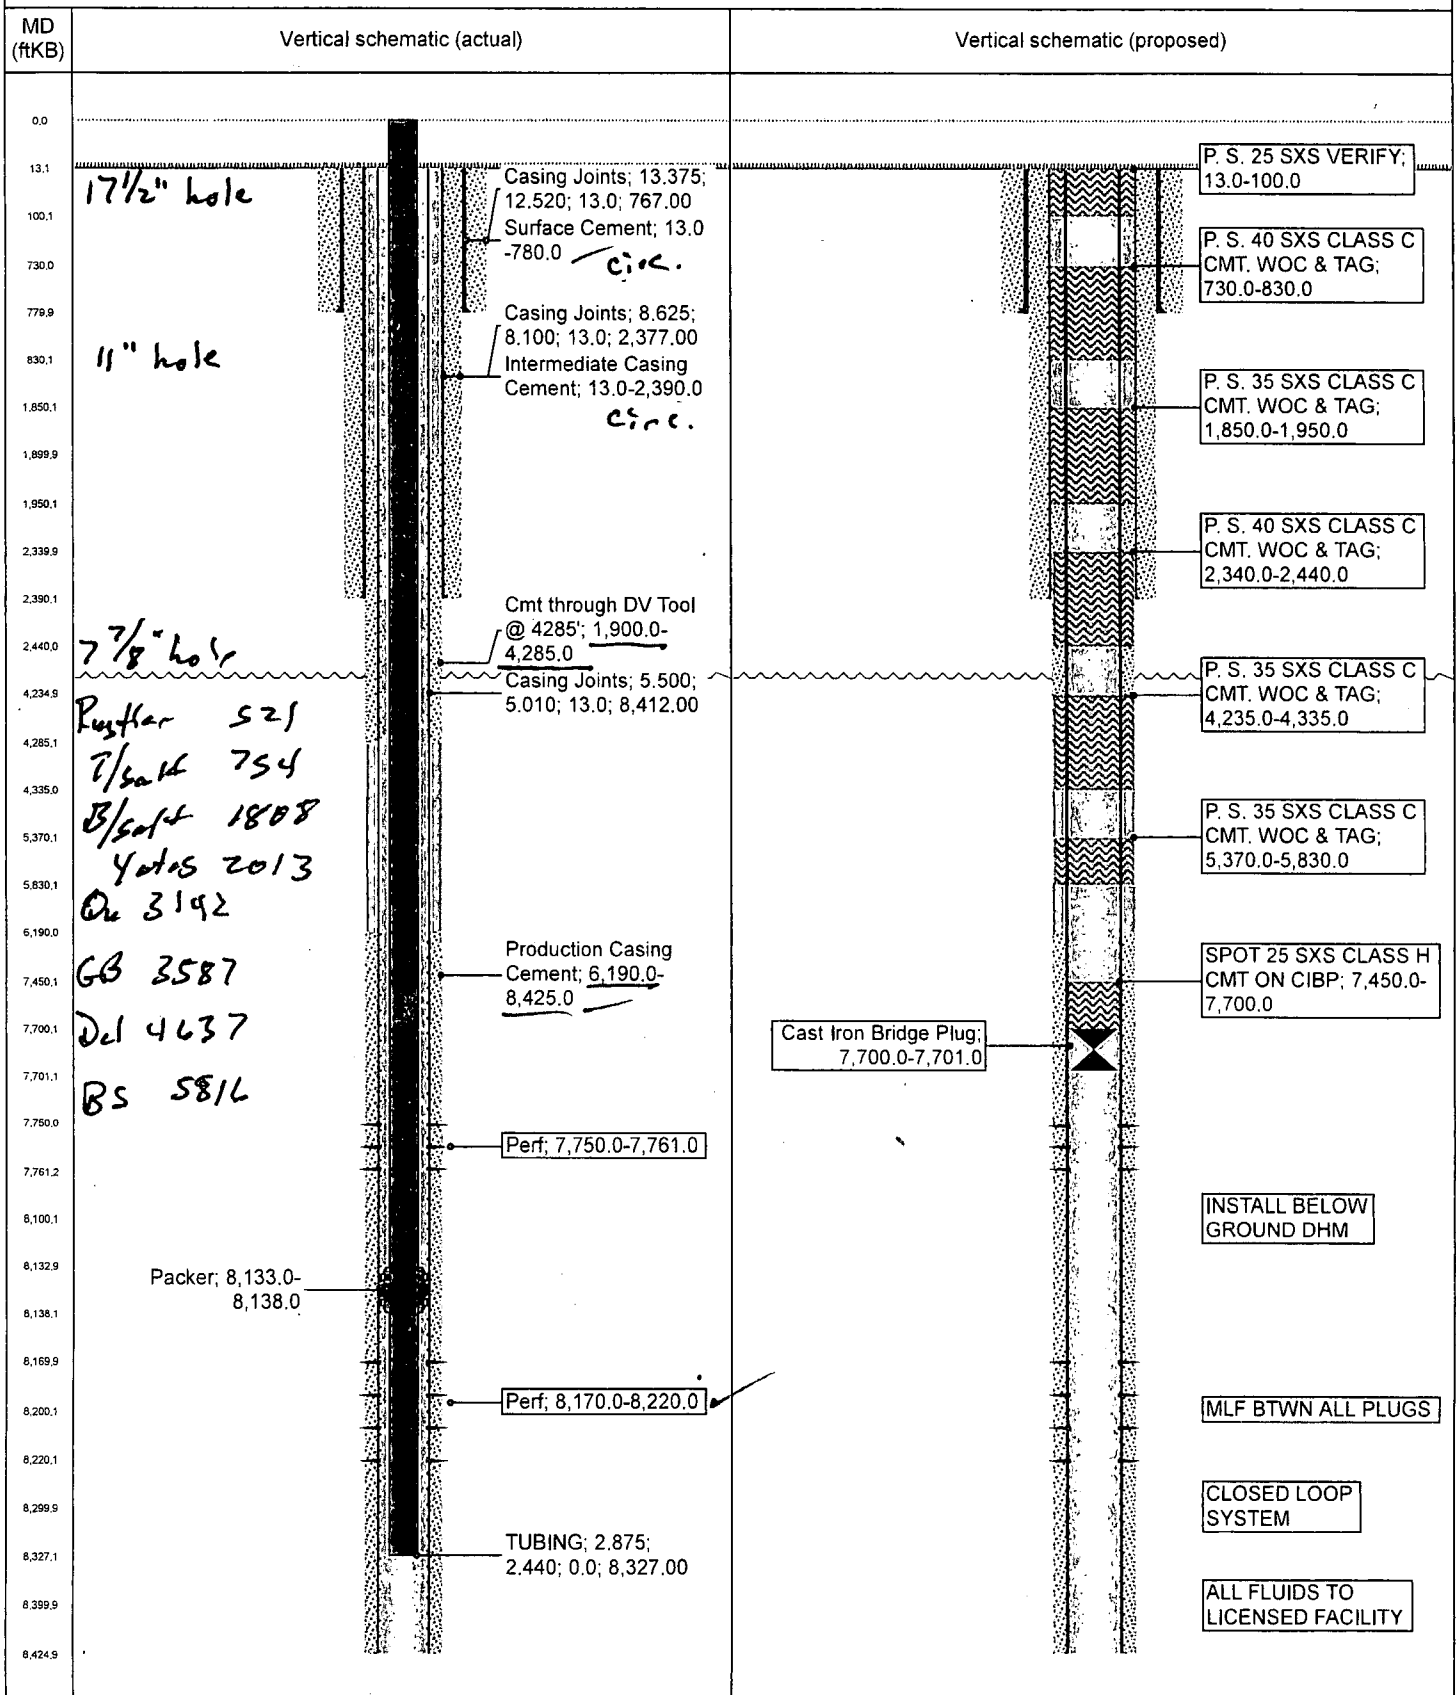 MD
(ftKB)
Vertical schematic (actual)
Vertical schematic (proposed)
0.0
13.1
100.1
730.0
779.9
830.1
1,850.1
1,899.9
1,950.1
2,339.9
2,390.1
2,440.0
4,234.9
4,285.1
4,335.0
5,370.1
5,830.1
6,190.0
7,450.1
7,700.1
7,701.1
7,750.0
7,761.2
8,100.1
8,132.9
8,138.1
8,169.9
8,200.1
8,220.1
8,299.9
8,327.1
8,399.9
8,424.9
17 1/2" hole
11" hole
7 7/8" hole
Rustler 521
T/salt 754
B/salt 1808
Yates 2013
Qu 3192
GB 3587
Del 4637
BS 5816
Casing Joints; 13.375;
12.520; 13.0; 767.00
Surface Cement; 13.0
-780.0
circ.
Casing Joints; 8.625;
8.100; 13.0; 2,377.00
Intermediate Casing
Cement; 13.0-2,390.0
circ.
Cmt through DV Tool
@ 4285'; 1,900.0-
4,285.0
Casing Joints; 5.500;
5.010; 13.0; 8,412.00
Production Casing
Cement; 6,190.0-
8,425.0
Perf; 7,750.0-7,761.0
Packer; 8,133.0-
8,138.0
Perf; 8,170.0-8,220.0
TUBING; 2.875;
2.440; 0.0; 8,327.00
P. S. 25 SXS VERIFY;
13.0-100.0
P. S. 40 SXS CLASS C
CMT. WOC & TAG;
730.0-830.0
P. S. 35 SXS CLASS C
CMT. WOC & TAG;
1,850.0-1,950.0
P. S. 40 SXS CLASS C
CMT. WOC & TAG;
2,340.0-2,440.0
P. S. 35 SXS CLASS C
CMT. WOC & TAG;
4,235.0-4,335.0
P. S. 35 SXS CLASS C
CMT. WOC & TAG;
5,370.0-5,830.0
SPOT 25 SXS CLASS H
CMT ON CIBP; 7,450.0-
7,700.0
Cast Iron Bridge Plug;
7,700.0-7,701.0
INSTALL BELOW
GROUND DHM
MLF BTWN ALL PLUGS
CLOSED LOOP
SYSTEM
ALL FLUIDS TO
LICENSED FACILITY